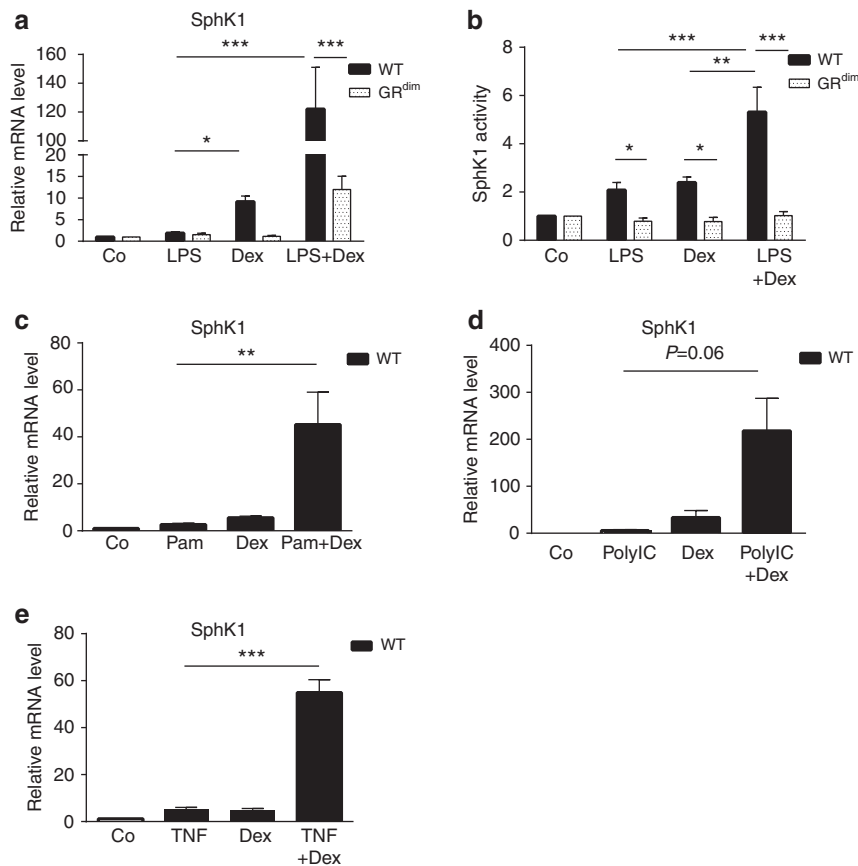 a
SphK1
Relative mRNA level
160
140
120
100
80
60
20
15
10
5
0
*
***
***
WT
GRdim
Co LPS Dex LPS+Dex
b
SphK1 activity
8
6
4
2
0
*
*
***
**
***
WT
GRdim
Co LPS Dex LPS
+Dex
c
SphK1
Relative mRNA level
80
60
40
20
0
**
WT
Co Pam Dex Pam+Dex
d
SphK1
Relative mRNA level
400
300
200
100
0
P=0.06
WT
Co PolyIC Dex PolyIC
+Dex
e
SphK1
Relative mRNA level
80
60
40
20
0
***
WT
Co TNF Dex TNF
+Dex